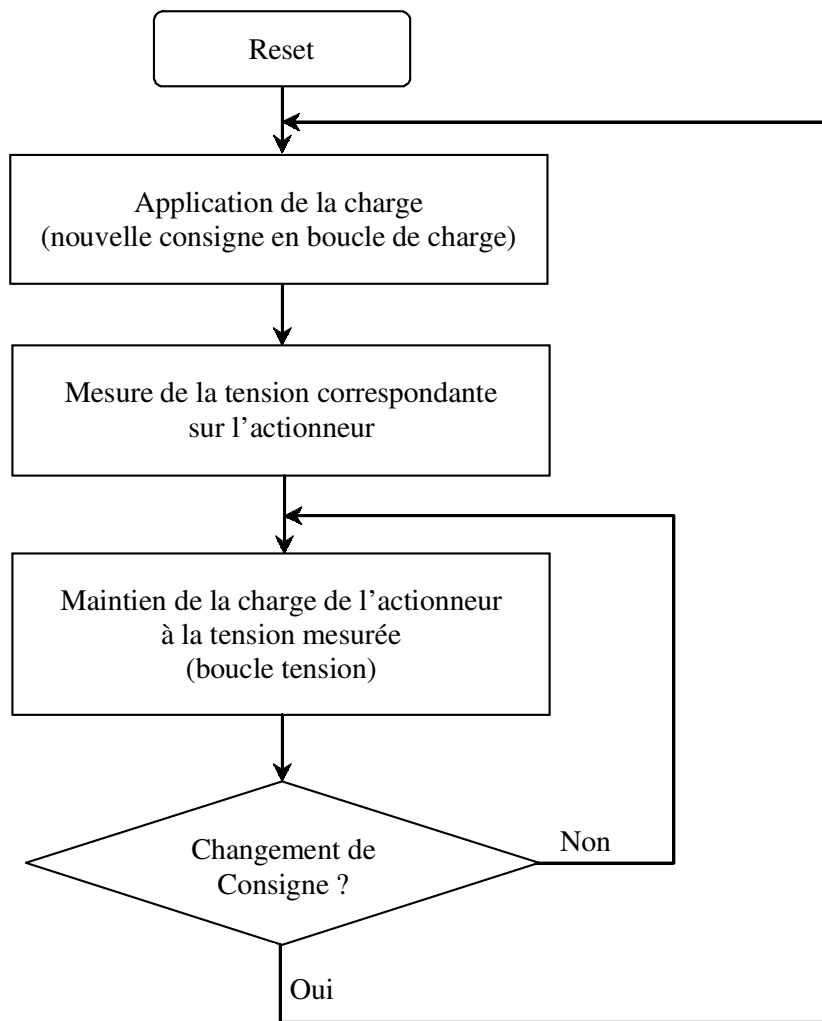 Reset
Application de la charge
(nouvelle consigne en boucle de charge)
Mesure de la tension correspondante
sur l’actionneur
Maintien de la charge de l’actionneur
à la tension mesurée
(boucle tension)
Changement de
Consigne ?
Non
Oui